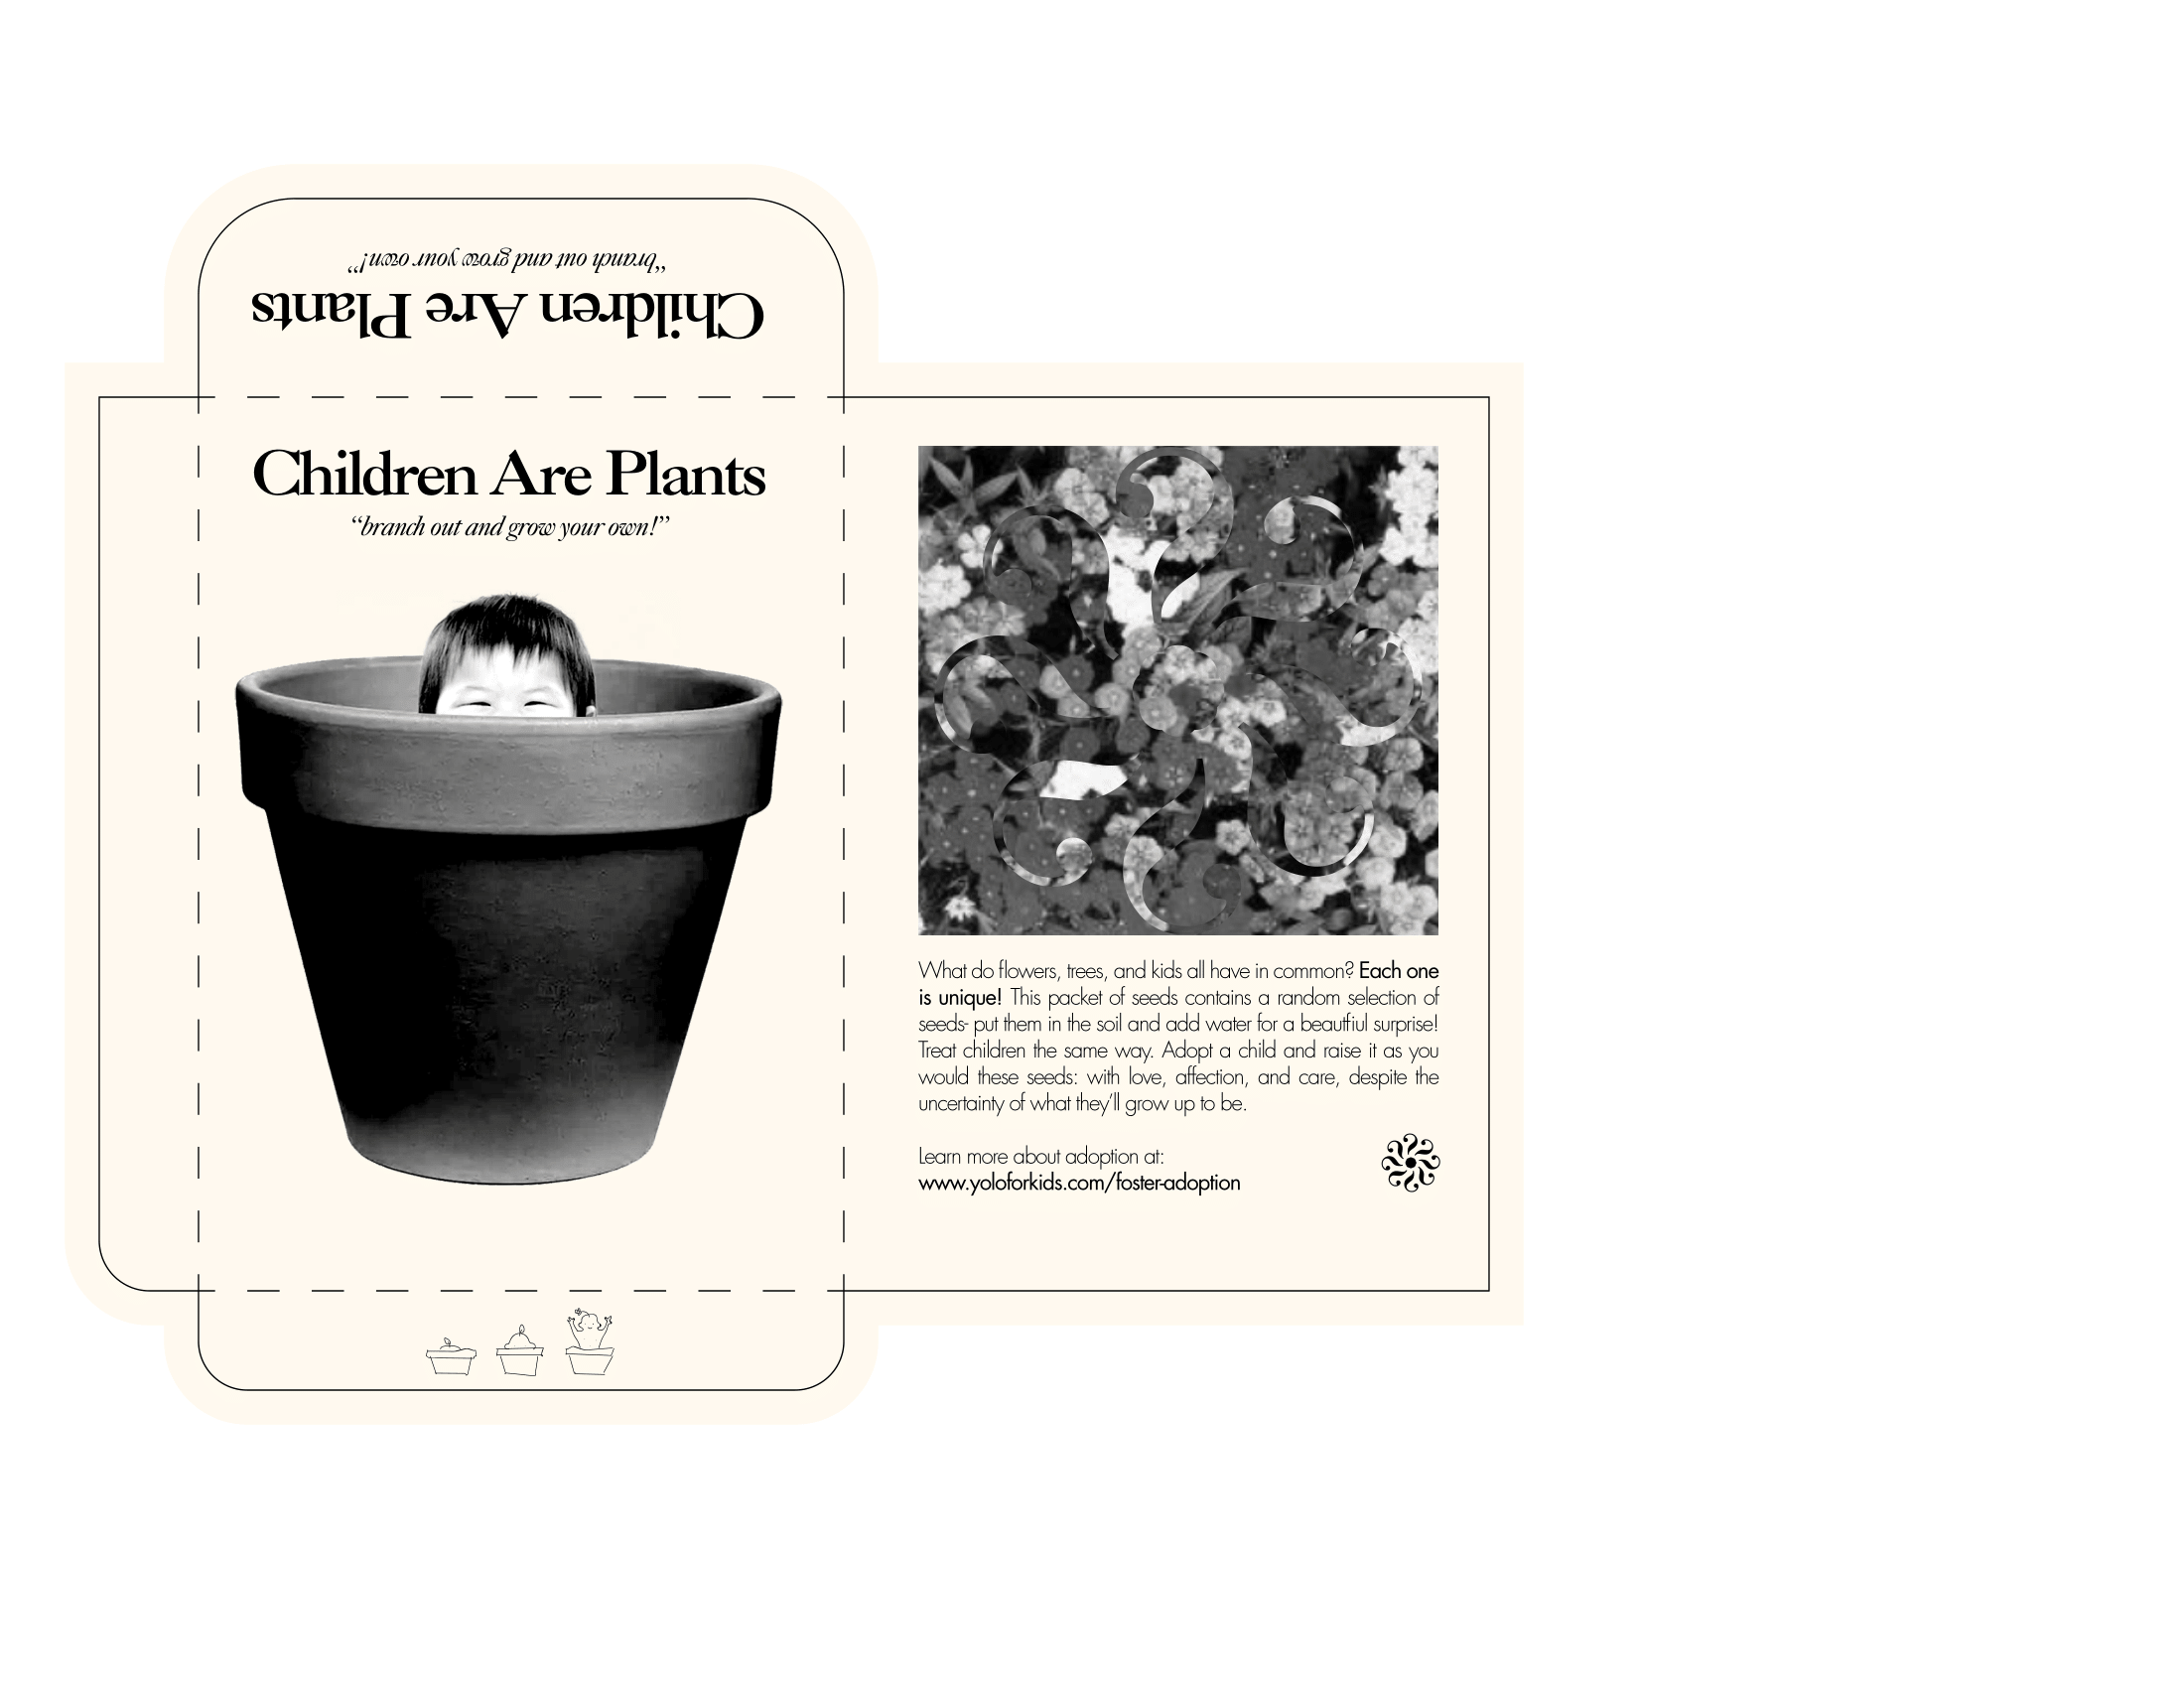 "branch out and grow your own!"
Children Are Plants
Children Are Plants
“branch out and grow your own!”
What do flowers, trees, and kids all have in common? Each one
is unique! This packet of seeds contains a random selection of
seeds- put them in the soil and add water for a beautfiul surprise!
Treat children the same way. Adopt a child and raise it as you
would these seeds: with love, affection, and care, despite the
uncertainty of what they’ll grow up to be.
Learn more about adoption at:
www.yoloforkids.com/foster-adoption